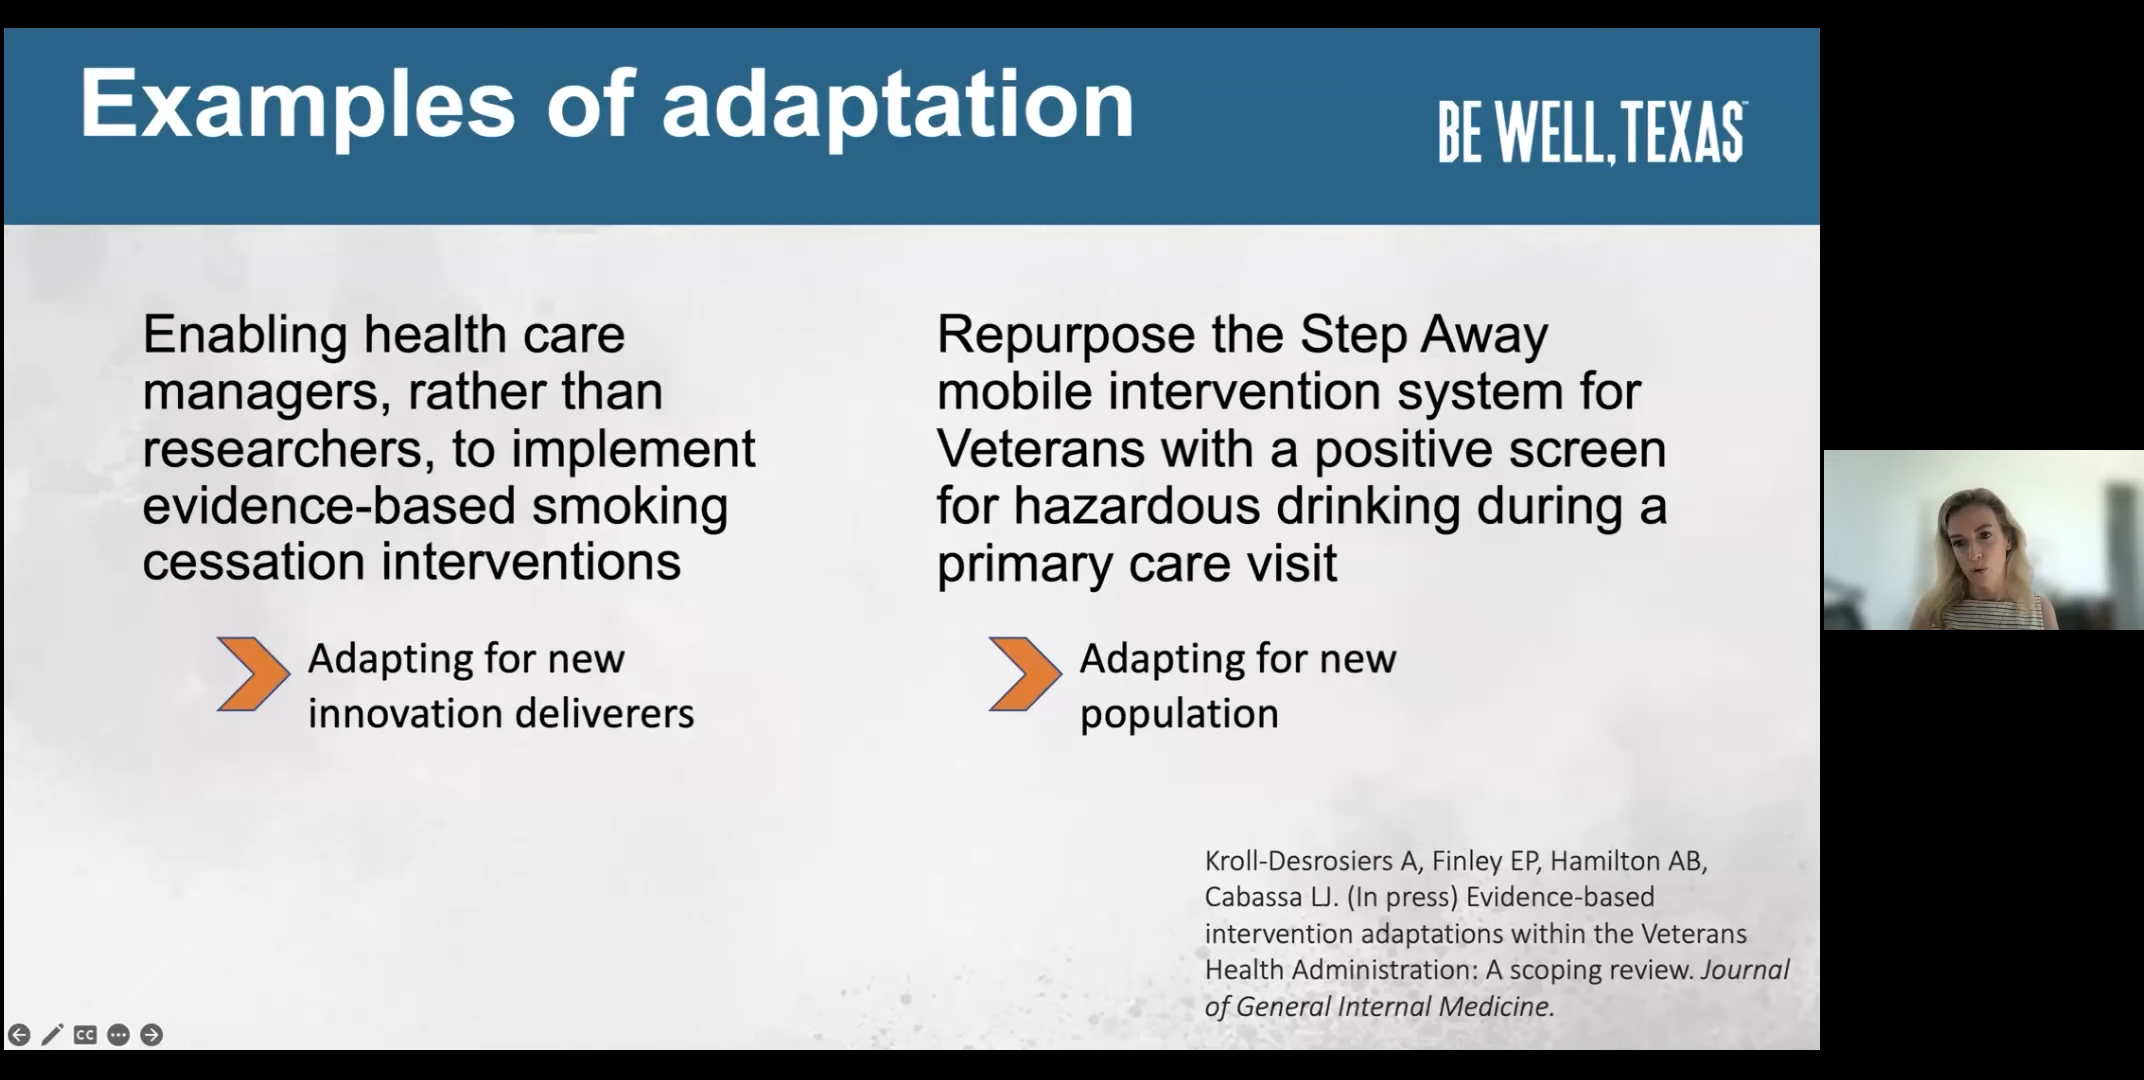 Examples of adaptation
BE WELL, TEXAS
Enabling health care
managers, rather than
researchers, to implement
evidence-based smoking
cessation interventions
Adapting for new
innovation deliverers
Repurpose the Step Away
mobile intervention system for
Veterans with a positive screen
for hazardous drinking during a
primary care visit
Adapting for new
population
Kroll-Desrosiers A, Finley EP, Hamilton AB,
Cabassa LJ. (In press) Evidence-based
intervention adaptations within the Veterans
Health Administration: A scoping review. Journal
of General Internal Medicine.
CC